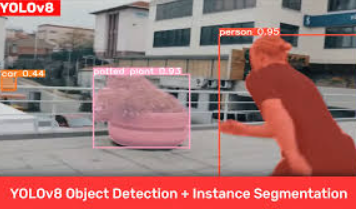 YOLOv8
person 0.95
potted plant 0.93
car 0.44
YOLOv8 Object Detection + Instance Segmentation